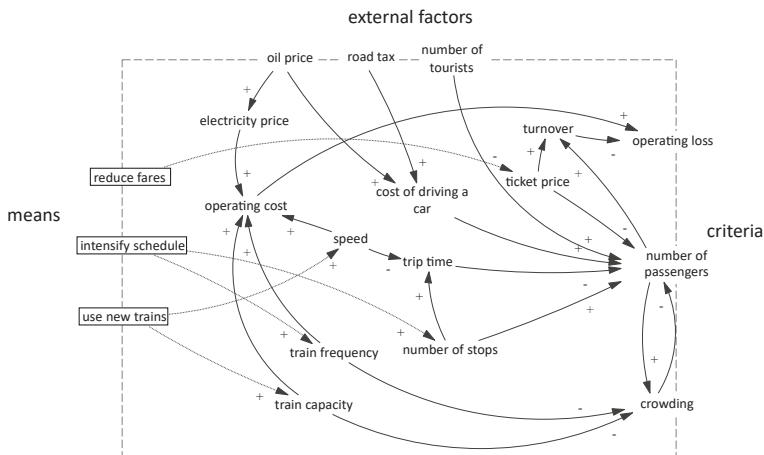 external factors
oil price
road tax
number of
tourists
+
electricity price
+
turnover
operating loss
-
+
-
reduce fares
+
+
+
ticket price
+
+
operating cost
cost of driving a
car
-
means
criteria
+
+
+
intensify schedule
+
speed
+
+
number of
passengers
+
-
trip time
use new trains
+
-
-
+
+
+
train frequency
+
number of stops
+
+
train capacity
-
crowding
-